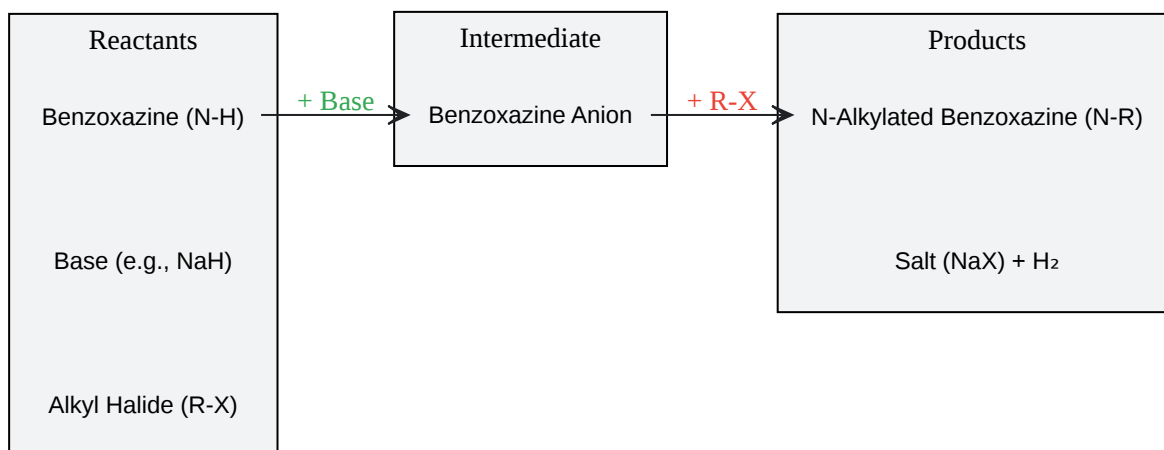 Reactants
Benzoxazine (N-H)
Base (e.g., NaH)
Alkyl Halide (R-X)
+ Base
Intermediate
Benzoxazine Anion
+ R-X
Products
N-Alkylated Benzoxazine (N-R)
Salt (NaX) + H₂